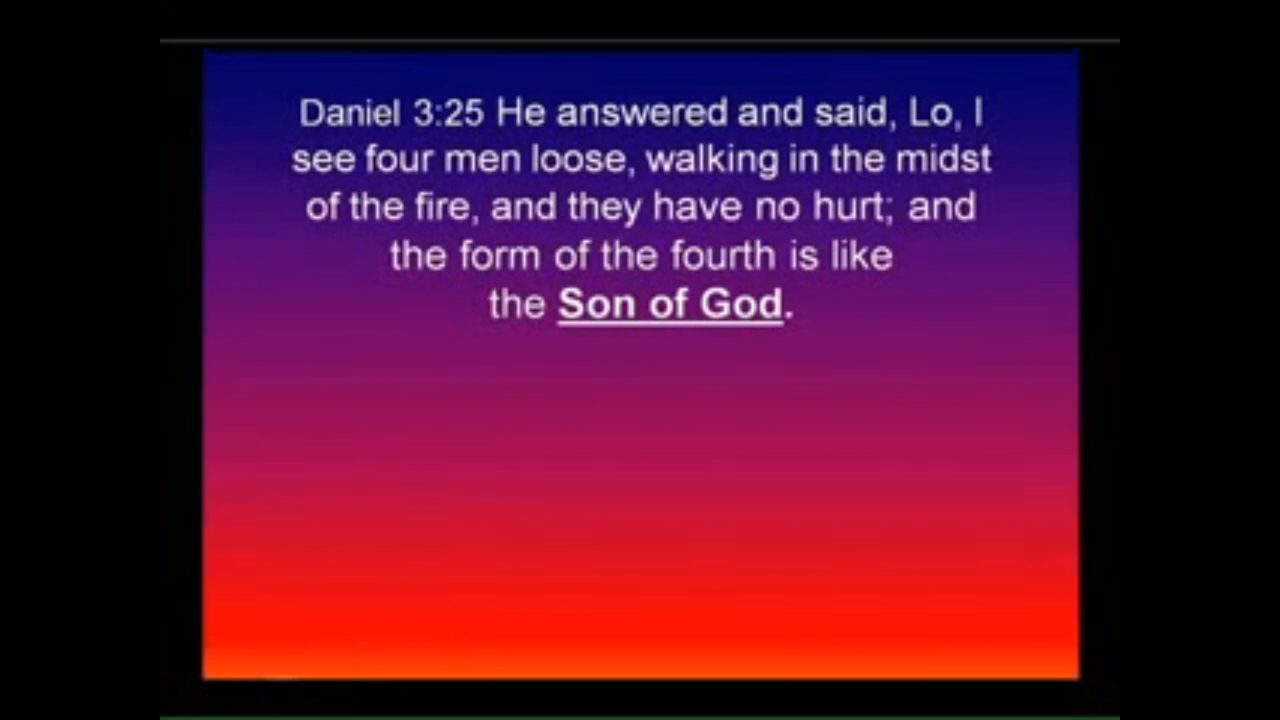 Daniel 3:25 He answered and said, Lo, I
see four men loose, walking in the midst
of the fire, and they have no hurt; and
the form of the fourth is like
the Son of God.